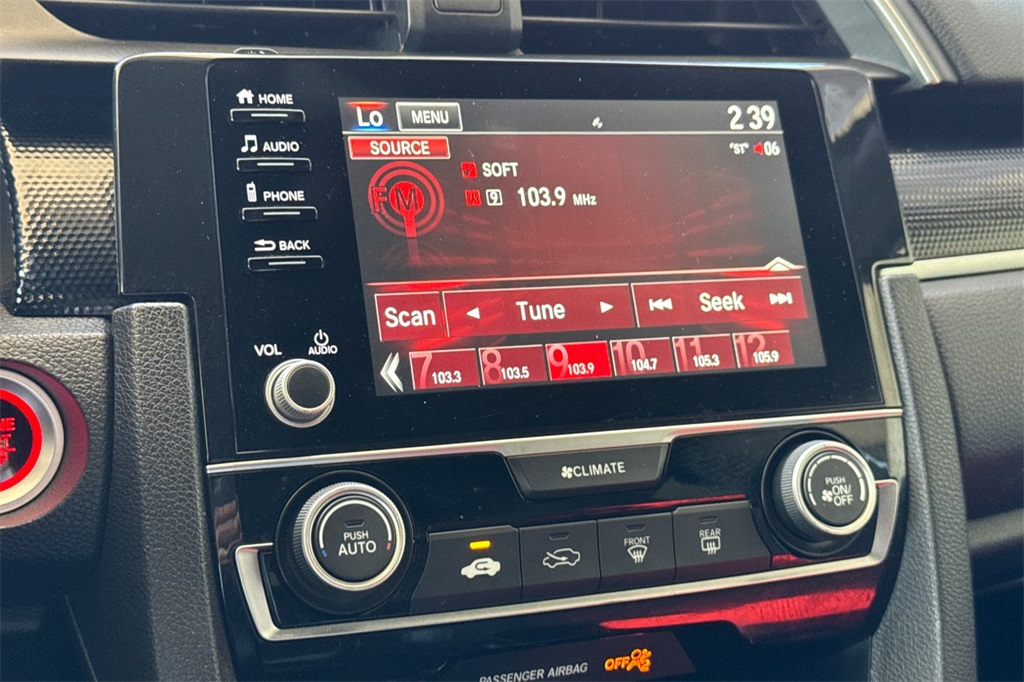 HOME
Lo MENU 2 39
SOURCE "ST" 06
AUDIO
FM SOFT
9 103.9 MHz
PHONE
BACK
Scan Tune Seek
VOL AUDIO
7 103.3 8 103.5 9 103.9 10 104.7 11 105.3 12 105.9
CLIMATE
PUSH AUTO
PUSH ON/OFF
FRONT REAR
PASSENGER AIRBAG OFF